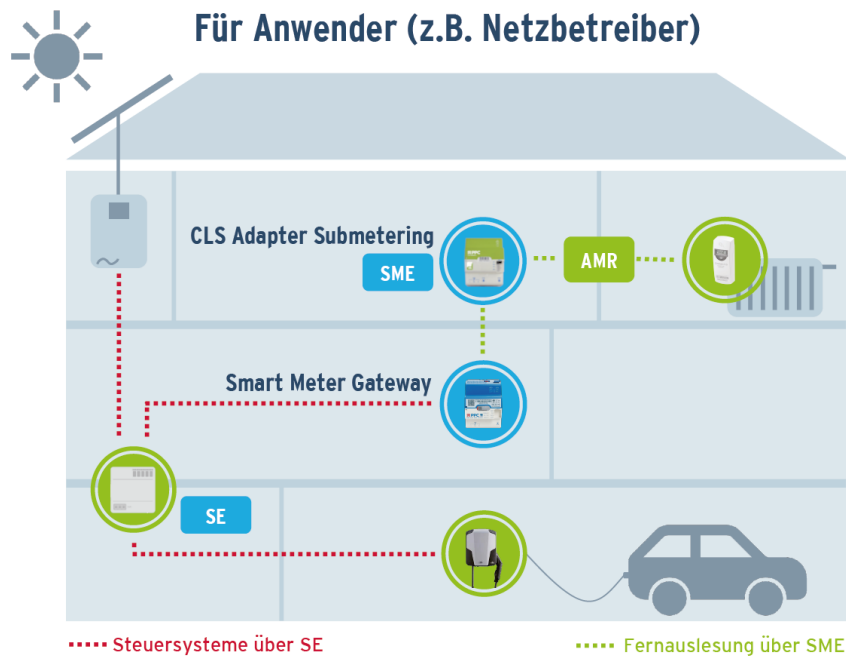 Für Anwender (z.B. Netzbetreiber)
CLS Adapter Submetering
SME
AMR
Smart Meter Gateway
SE
Steuersysteme über SE
Fernauslesung über SME